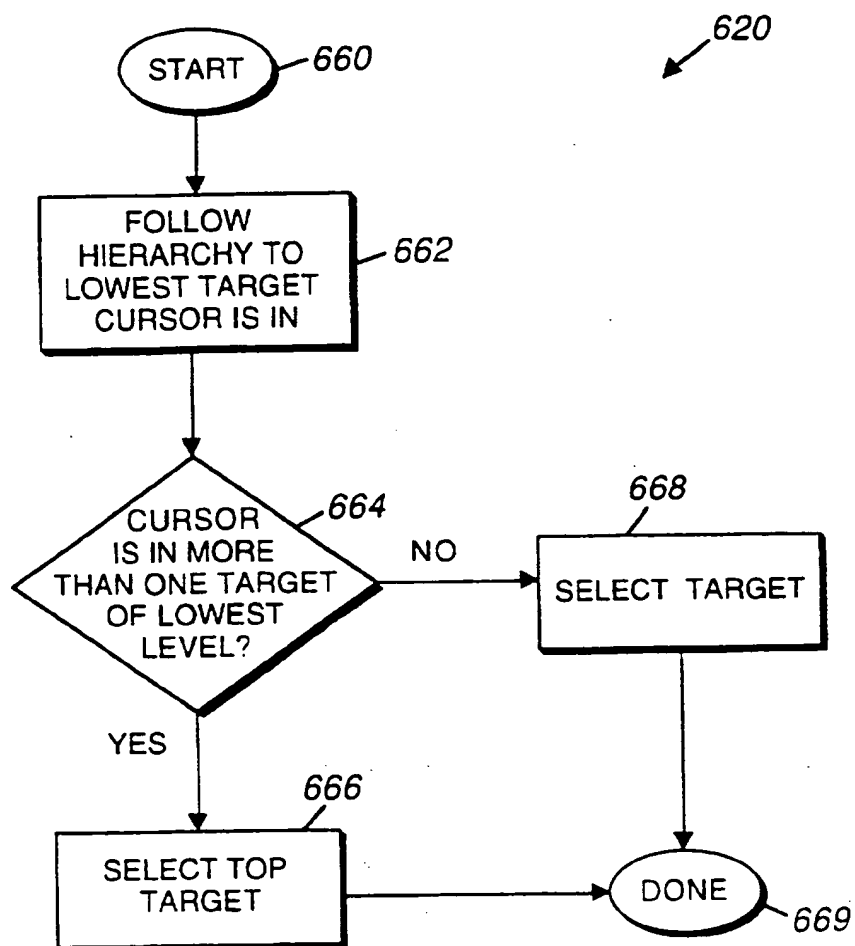 620
START
660
FOLLOW
HIERARCHY TO
LOWEST TARGET
CURSOR IS IN
662
CURSOR
IS IN MORE
THAN ONE TARGET
OF LOWEST
LEVEL?
664
NO
668
SELECT TARGET
YES
666
SELECT TOP
TARGET
DONE
669